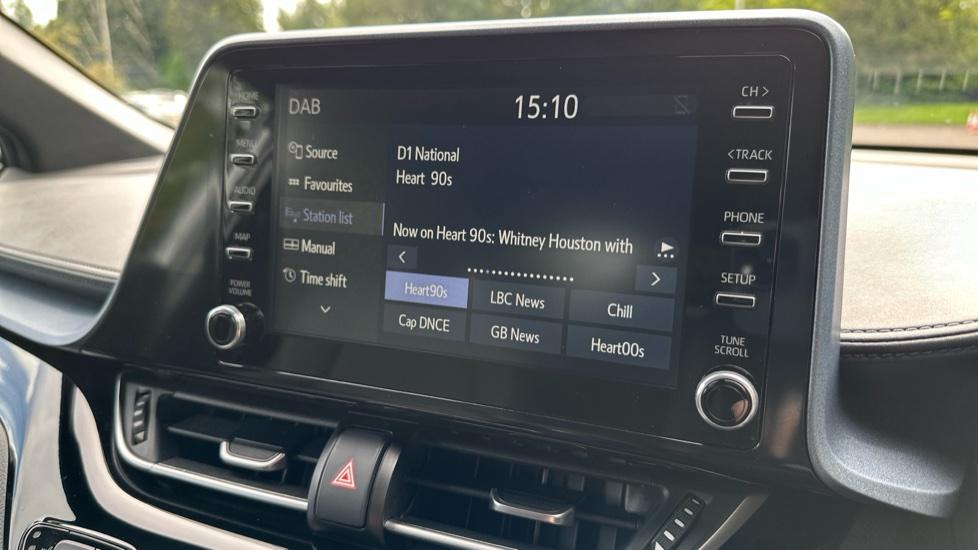 DAB
15:10
HOME
MENU
AUDIO
MAP
POWER
VOLUME
Source
Favourites
Station list
Manual
Time shift
D1 National
Heart 90s
Now on Heart 90s: Whitney Houston with
Heart90s
LBC News
Chill
Cap DNCE
GB News
Heart00s
CH >
< TRACK
PHONE
SETUP
TUNE
SCROLL